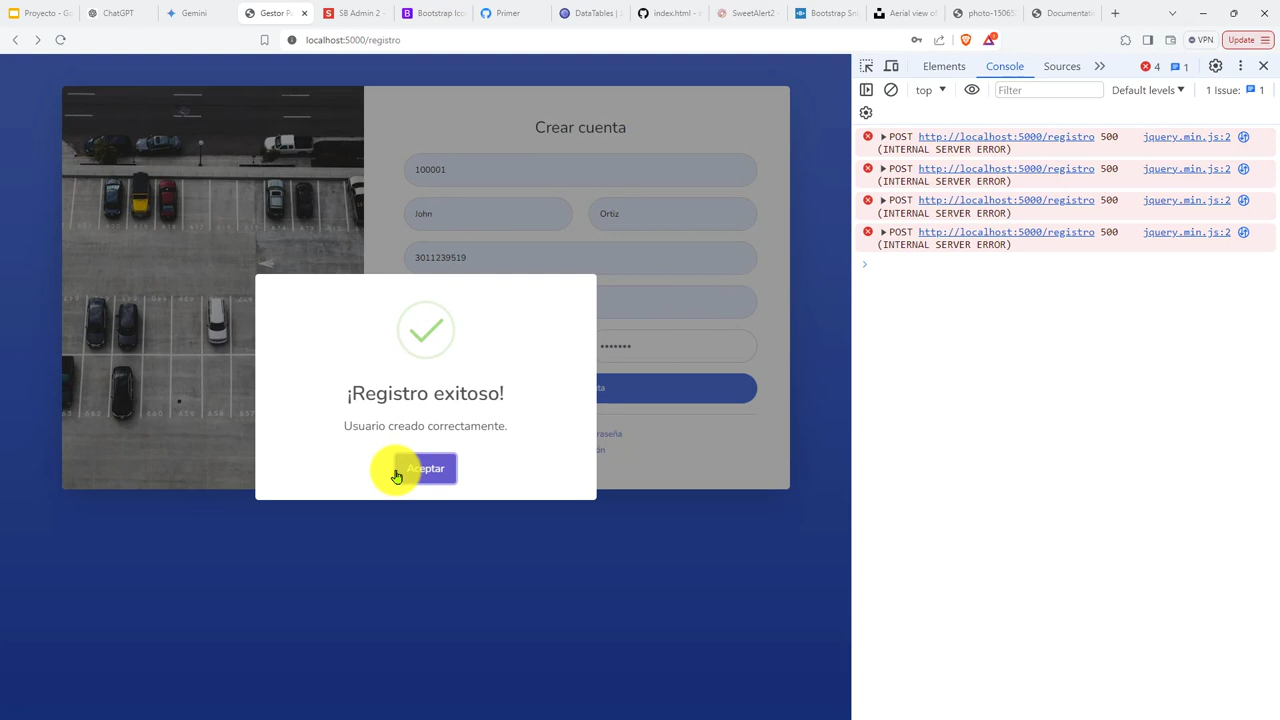 Proyecto - G
ChatGPT
Gemini
Gestor P
SB Admin 2 -
Bootstrap Ico
Primer
DataTables |
index.html - s
SweetAlert2 -
Bootstrap Sni
Aerial view of
photo-15065
Documentati
localhost:5000/registro
VPN
Update
Elements
Console
Sources
4
1
top
Filter
Default levels
1 Issue:
1
POST http://localhost:5000/registro 500 jquery.min.js:2
(INTERNAL SERVER ERROR)
POST http://localhost:5000/registro 500 jquery.min.js:2
(INTERNAL SERVER ERROR)
POST http://localhost:5000/registro 500 jquery.min.js:2
(INTERNAL SERVER ERROR)
POST http://localhost:5000/registro 500 jquery.min.js:2
(INTERNAL SERVER ERROR)
Crear cuenta
100001
John
Ortiz
3011239519
¡Registro exitoso!
Usuario creado correctamente.
Aceptar